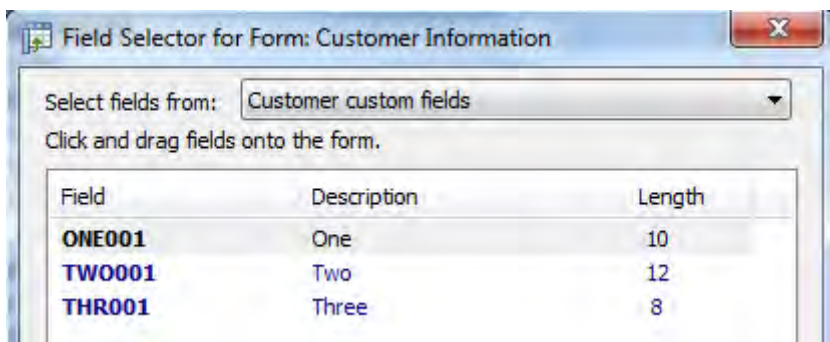 Field Selector for Form: Customer Information
Select fields from: Customer custom fields
Click and drag fields onto the form.
Field Description Length
ONE001 One 10
TWO001 Two 12
THR001 Three 8